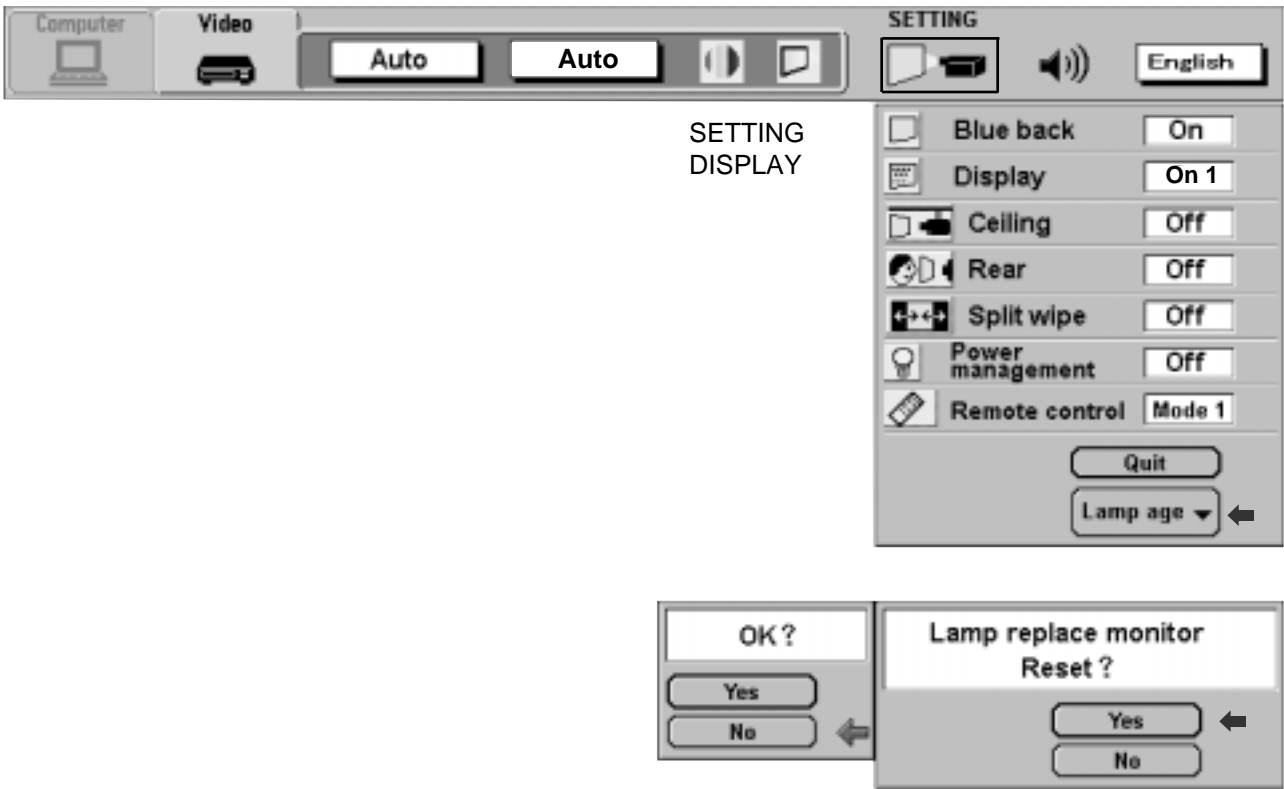 Computer
Video
Auto
Auto
SETTING
English
SETTING
DISPLAY
Blue back On
Display On 1
Ceiling Off
Rear Off
Split wipe Off
Power
management Off
Remote control Mode 1
Quit
Lamp age
OK?
Yes
No
Lamp replace monitor
Reset?
Yes
No